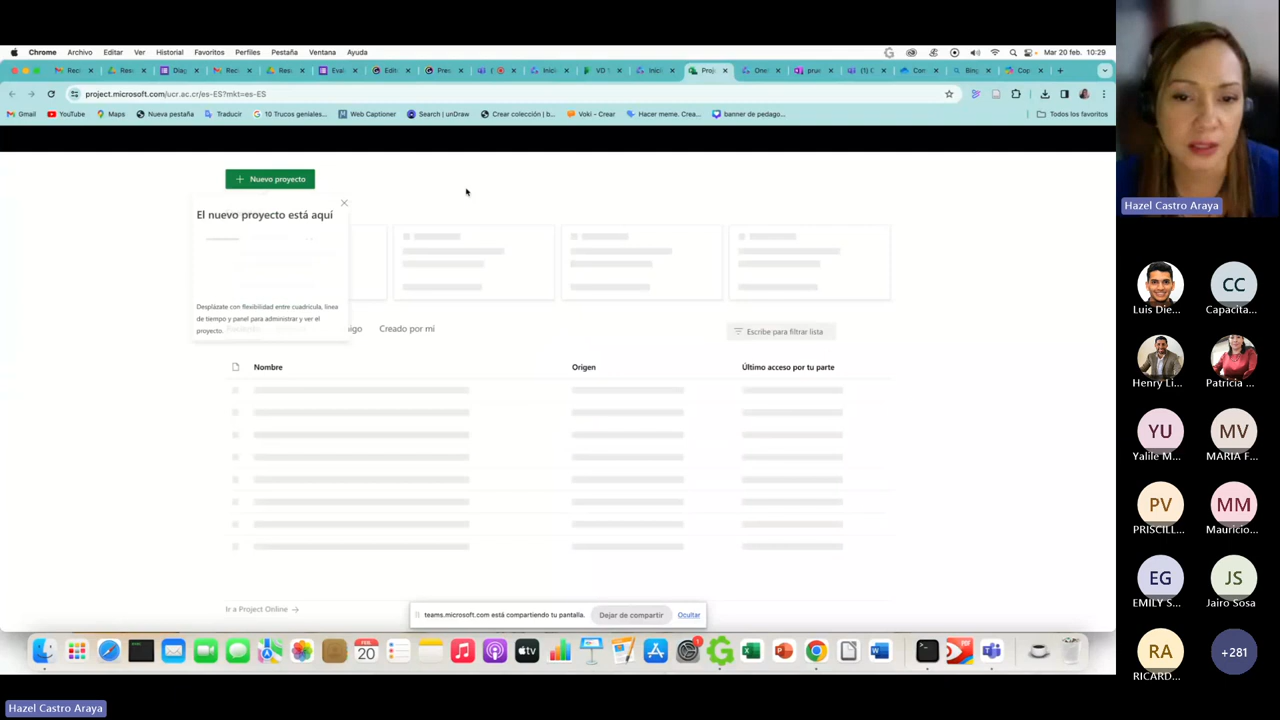 Chrome Archivo Editar Ver Historial Favoritos Perfiles Pestaña Ventana Ayuda
Mar 20 feb. 10:29
project.microsoft.com/ucr.ac.cr/es-ES?mkt=es-ES
Gmail YouTube Maps Nueva pestaña Traducir 10 Trucos geniales... Web Captioner Search | unDraw Crear colección | b... Voki – Crear Hacer meme. Crea... banner de pedago...
Todos los favoritos
Nuevo proyecto
El nuevo proyecto está aquí
Desplázate con flexibilidad entre cuadrícula, línea
de tiempo y panel para administrar y ver el
proyecto.
Creado por mí
Escribe para filtrar lista
Nombre Origen Último acceso por tu parte
Ir a Project Online
teams.microsoft.com está compartiendo tu pantalla. Dejar de compartir Ocultar
FEB
20
Hazel Castro Araya
Hazel Castro Araya
Luis Die...
CC
Capacita...
Henry Li...
Patricia ...
YU
Yalile M...
MV
MARIA F...
PV
PRISCILL...
MM
Mauricio...
EG
EMILY S...
JS
Jairo Sosa
RA
RICARD...
+281